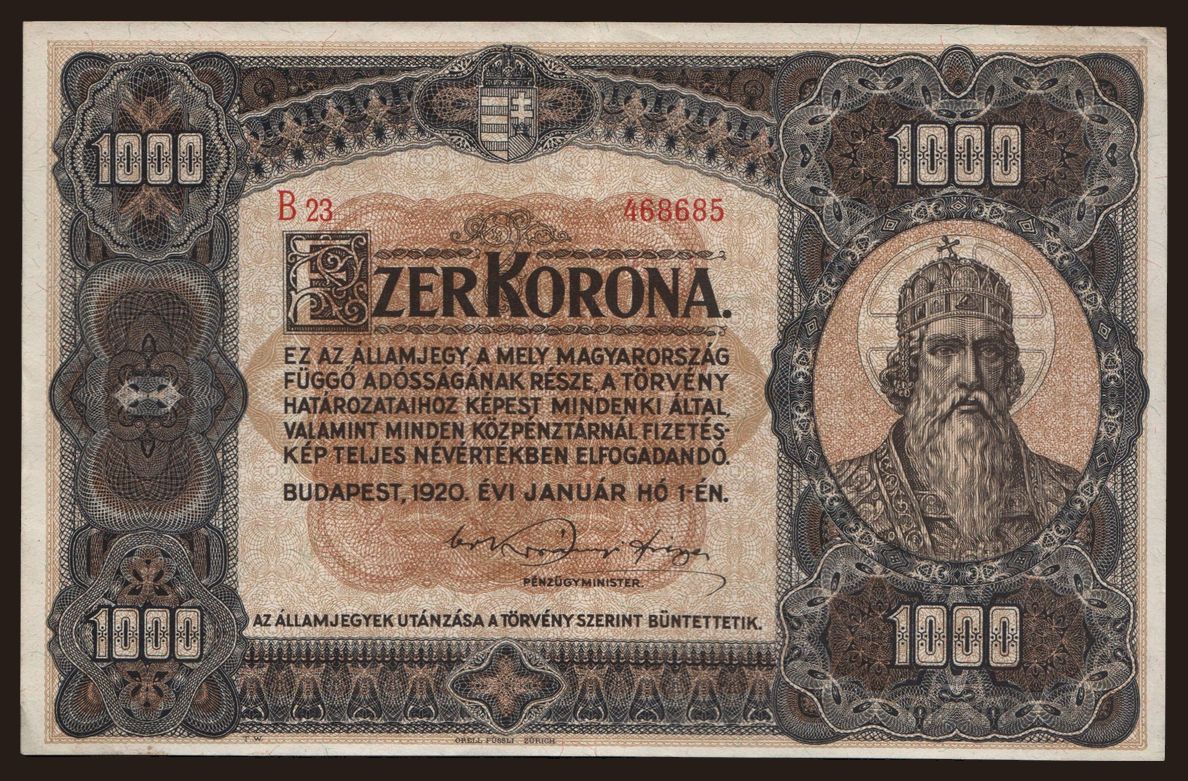 1000 1000
B 23 468685
EZER KORONA.
EZ AZ ÁLLAMJEGY, A MELY MAGYARORSZÁG
FÜGGŐ ADÓSSÁGÁNAK RÉSZE, A TÖRVÉNY
HATÁROZATAIHOZ KÉPEST MINDENKI ÁLTAL,
VALAMINT MINDEN KÖZPÉNZTÁRNÁL FIZETÉS-
KÉP TELJES NÉVÉRTÉKBEN ELFOGADANDÓ.
BUDAPEST, 1920. ÉVI JANUÁR HÓ 1-ÉN.
PÉNZÜGYMINISTER.
1000 1000
AZ ÁLLAMJEGYEK UTÁNZÁSA A TÖRVÉNY SZERINT BÜNTETTETIK.
T W ORELL FÜSSLI ZÜRICH